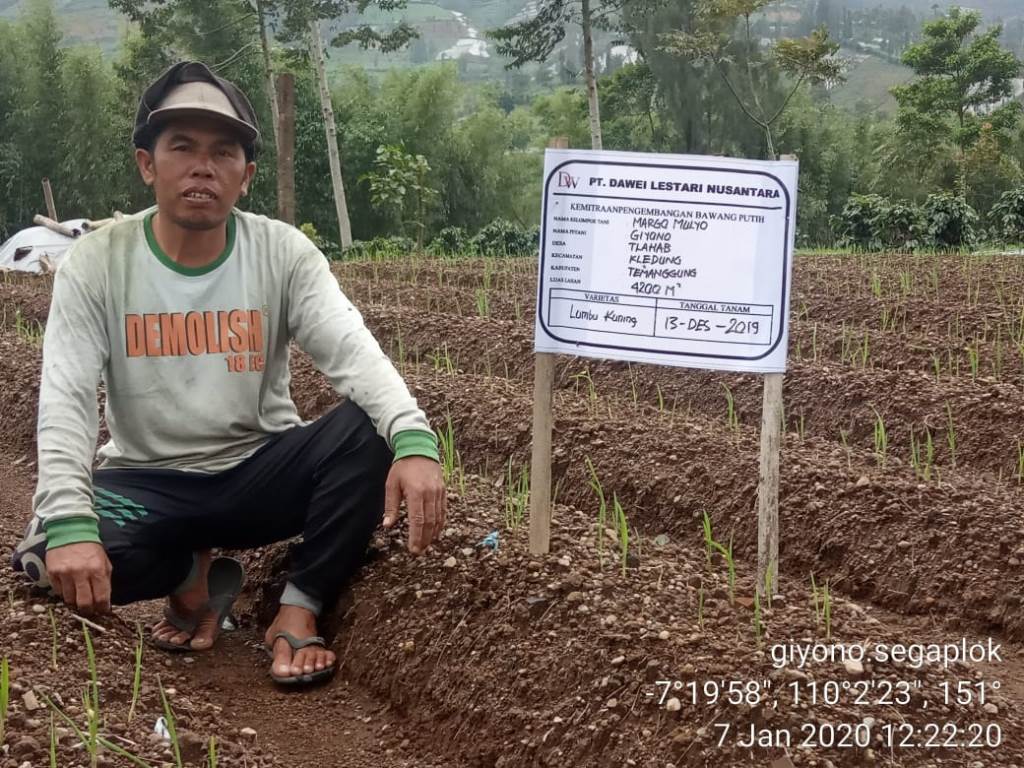 DEMOLISH
18 EC
DW PT. DAWEI LESTARI NUSANTARA
KEMITRAANPENGEMBANGAN BAWANG PUTIH
NAMA KELOMPOK TANI MARGO MULYO
NAMA PETANI GIYONO
DESA TLAHAB
KECAMATAN KLEDUNG
KABUPATEN TEMANGGUNG
LUAS LAHAN 4200 M²
VARIETAS TANGGAL TANAM
Lumbu Kuning 13-DES-2019
giyono.segaplok
-7°19'58", 110°2'23", 151°
7 Jan 2020 12:22:20